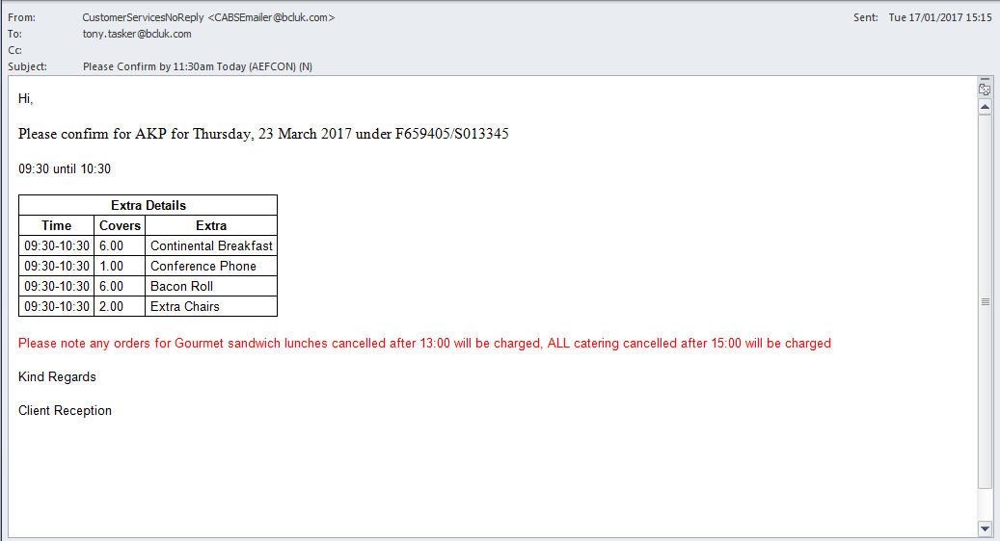 From: CustomerServicesNoReply <CABSEmailer@bcluk.com> Sent: Tue 17/01/2017 15:15
To: tony.tasker@bcluk.com
Cc:
Subject: Please Confirm by 11:30am Today (AEFCON) (N)
Hi,
Please confirm for AKP for Thursday, 23 March 2017 under F659405/S013345
09:30 until 10:30
Extra Details
Time Covers Extra
09:30-10:30 6.00 Continental Breakfast
09:30-10:30 1.00 Conference Phone
09:30-10:30 6.00 Bacon Roll
09:30-10:30 2.00 Extra Chairs
Please note any orders for Gourmet sandwich lunches cancelled after 13:00 will be charged, ALL catering cancelled after 15:00 will be charged
Kind Regards
Client Reception